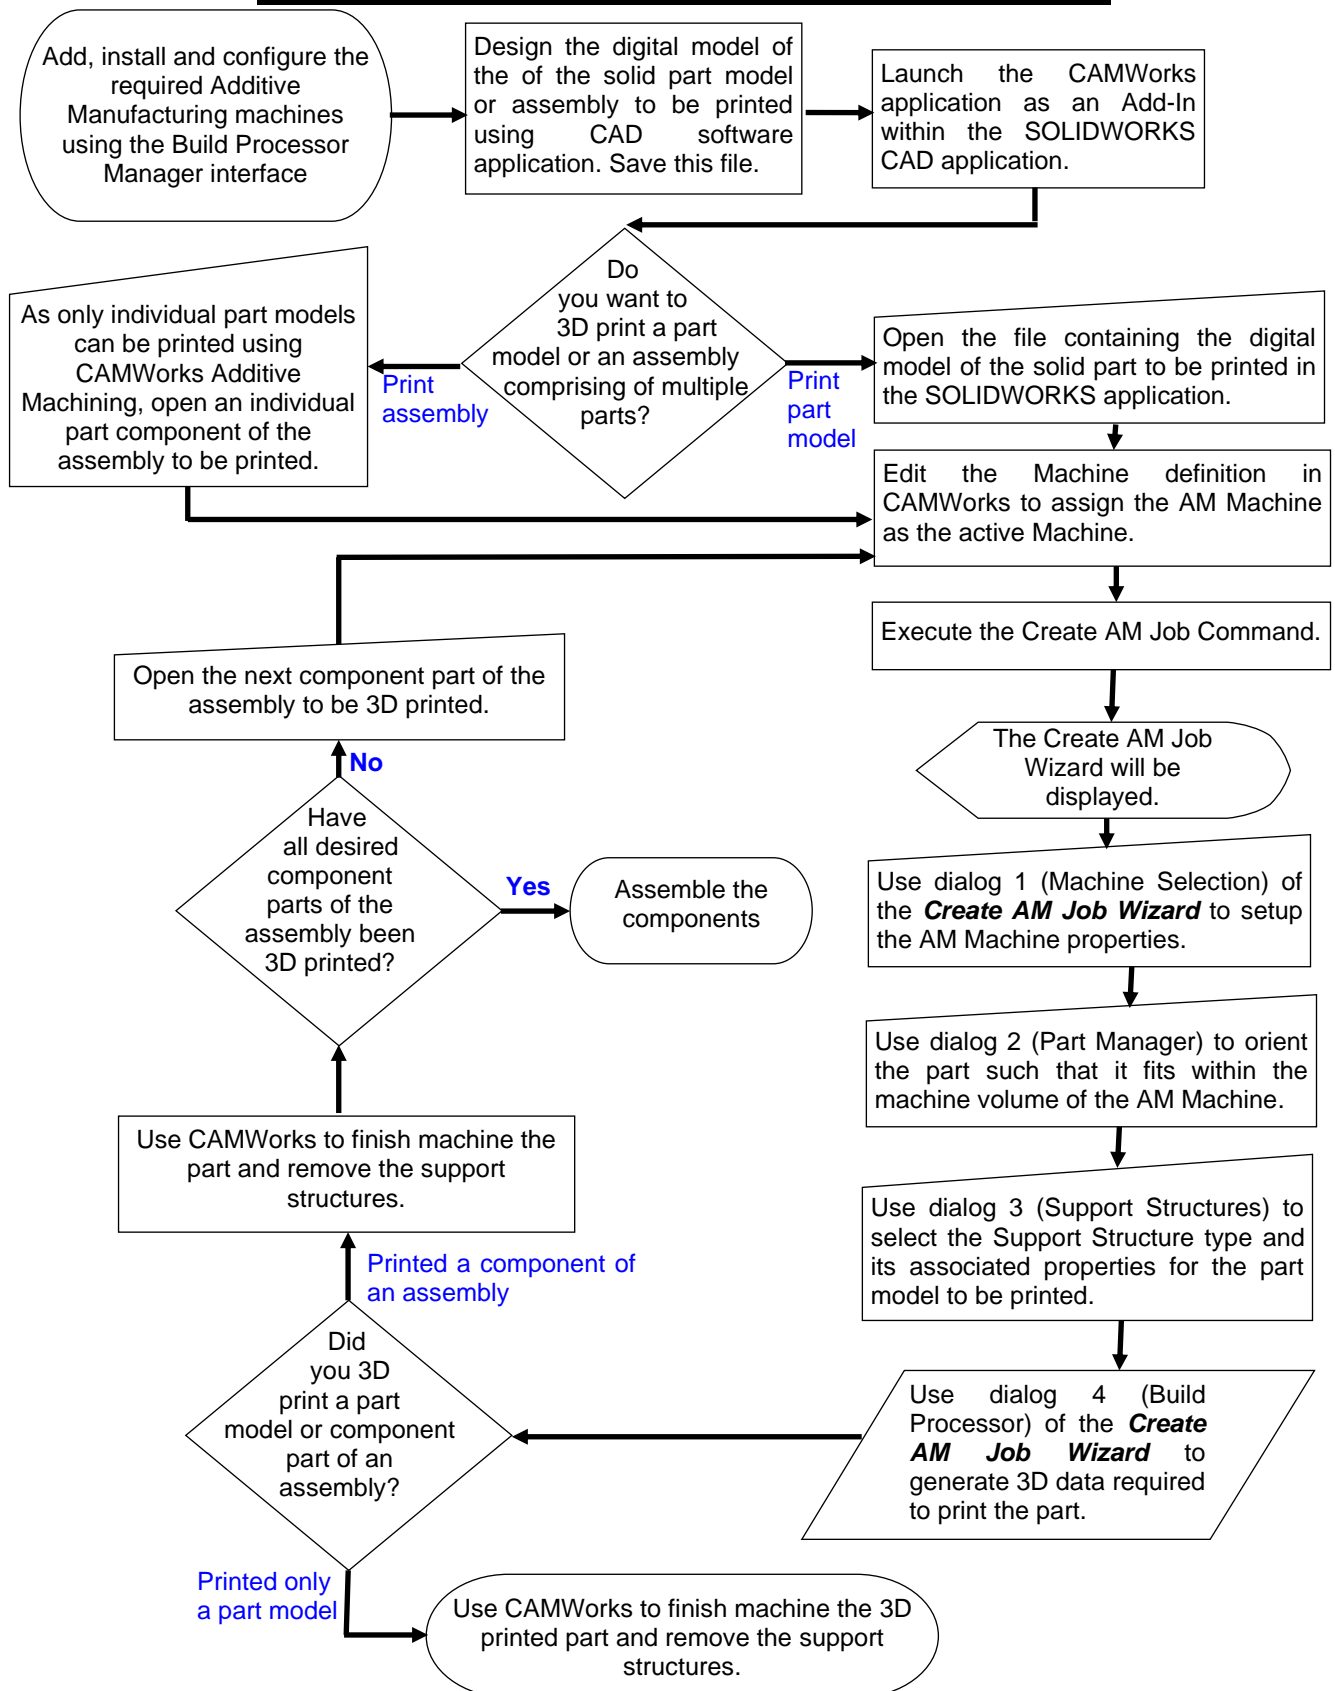 Add, install and configure the
required Additive
Manufacturing machines
using the Build Processor
Manager interface
Design the digital model of
the of the solid part model
or assembly to be printed
using CAD software
application. Save this file.
Launch the CAMWorks
application as an Add-In
within the SOLIDWORKS
CAD application.
Do
you want to
3D print a part
model or an assembly
comprising of multiple
parts?
Print
assembly
Print
part
model
As only individual part models
can be printed using
CAMWorks Additive
Machining, open an individual
part component of the
assembly to be printed.
Open the file containing the digital
model of the solid part to be printed in
the SOLIDWORKS application.
Edit the Machine definition in
CAMWorks to assign the AM Machine
as the active Machine.
Execute the Create AM Job Command.
The Create AM Job
Wizard will be
displayed.
Use dialog 1 (Machine Selection) of
the Create AM Job Wizard to setup
the AM Machine properties.
Use dialog 2 (Part Manager) to orient
the part such that it fits within the
machine volume of the AM Machine.
Use dialog 3 (Support Structures) to
select the Support Structure type and
its associated properties for the part
model to be printed.
Use dialog 4 (Build
Processor) of the Create
AM Job Wizard to
generate 3D data required
to print the part.
Did
you 3D
print a part
model or component
part of an
assembly?
Printed a component of
an assembly
Printed only
a part model
Use CAMWorks to finish machine the 3D
printed part and remove the support
structures.
Use CAMWorks to finish machine the
part and remove the support
structures.
Have
all desired
component
parts of the
assembly been
3D printed?
Yes
Assemble the
components
No
Open the next component part of the
assembly to be 3D printed.